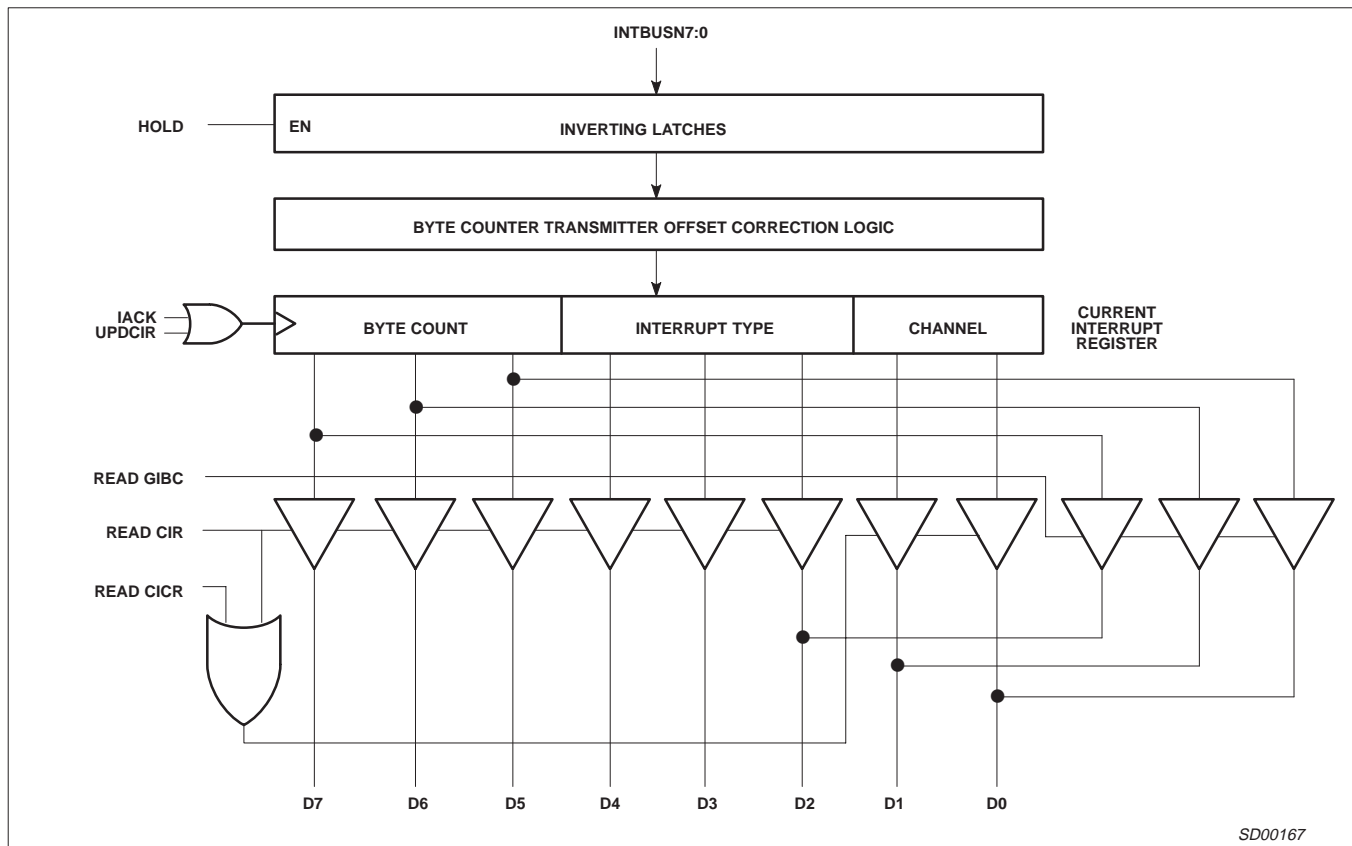 INTBUSN7:0
HOLD
EN
INVERTING LATCHES
BYTE COUNTER TRANSMITTER OFFSET CORRECTION LOGIC
IACK
UPDCIR
BYTE COUNT
INTERRUPT TYPE
CHANNEL
CURRENT
INTERRUPT
REGISTER
READ GIBC
READ CIR
READ CICR
D7 D6 D5 D4 D3 D2 D1 D0
SD00167